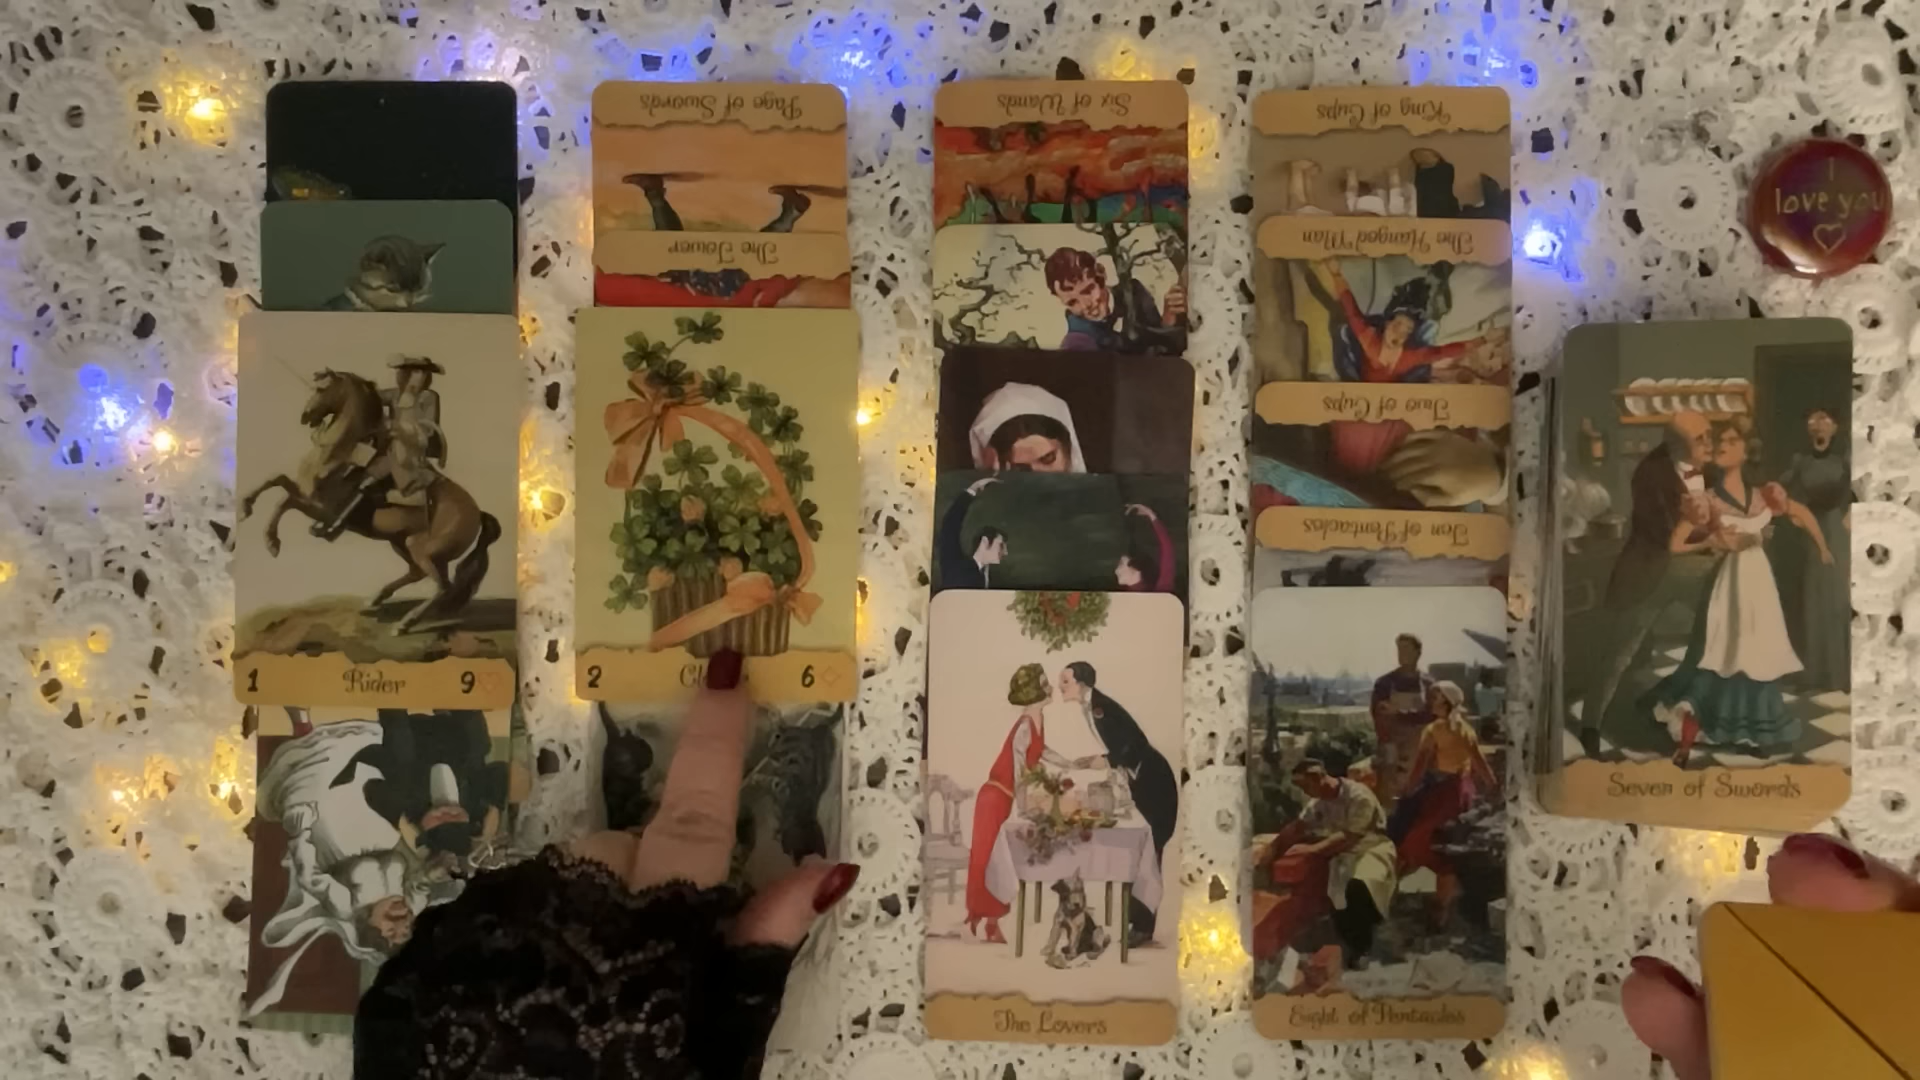 Page of Swords
Six of Wands
King of Cups
I
love you
The Tower
The Hanged Man
Two of Cups
Ten of Pentacles
1 Rider 9
2 6
Seven of Swords
The Lovers
Eight of Pentacles